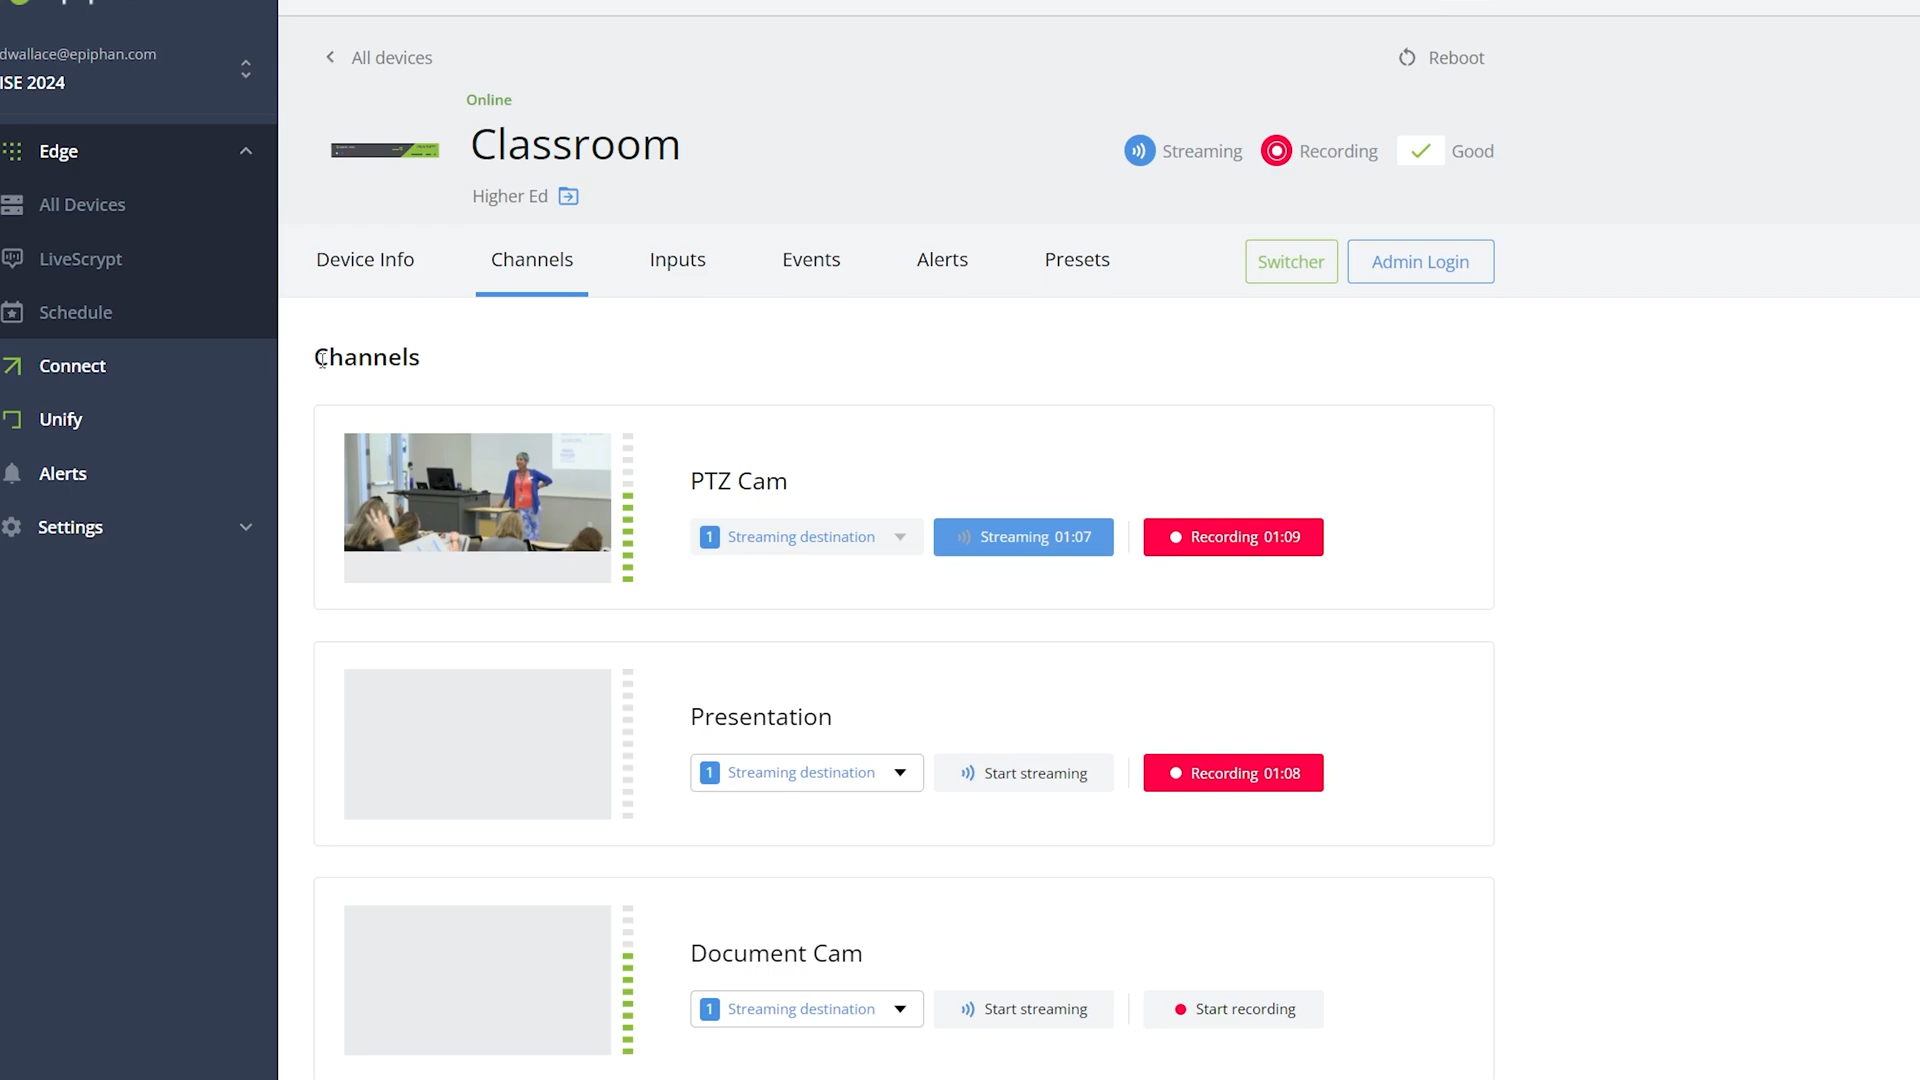 dwallace@epiphan.com
ISE 2024
Edge
All Devices
LiveScrypt
Schedule
Connect
Unify
Alerts
Settings
All devices
Reboot
Online
Classroom
Higher Ed
Streaming
Recording
Good
Device Info
Channels
Inputs
Events
Alerts
Presets
Switcher
Admin Login
Channels
PTZ Cam
1 Streaming destination
Streaming 01:07
Recording 01:09
Presentation
1 Streaming destination
Start streaming
Recording 01:08
Document Cam
1 Streaming destination
Start streaming
Start recording